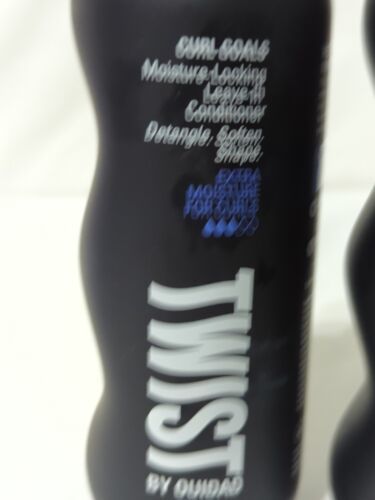 CURL GOALS
Moisture-Locking
Leave-In
Conditioner
Detangle, Soften,
Shape.
EXTRA
MOISTURE
FOR CURLS
TWIST
BY OUIDAD